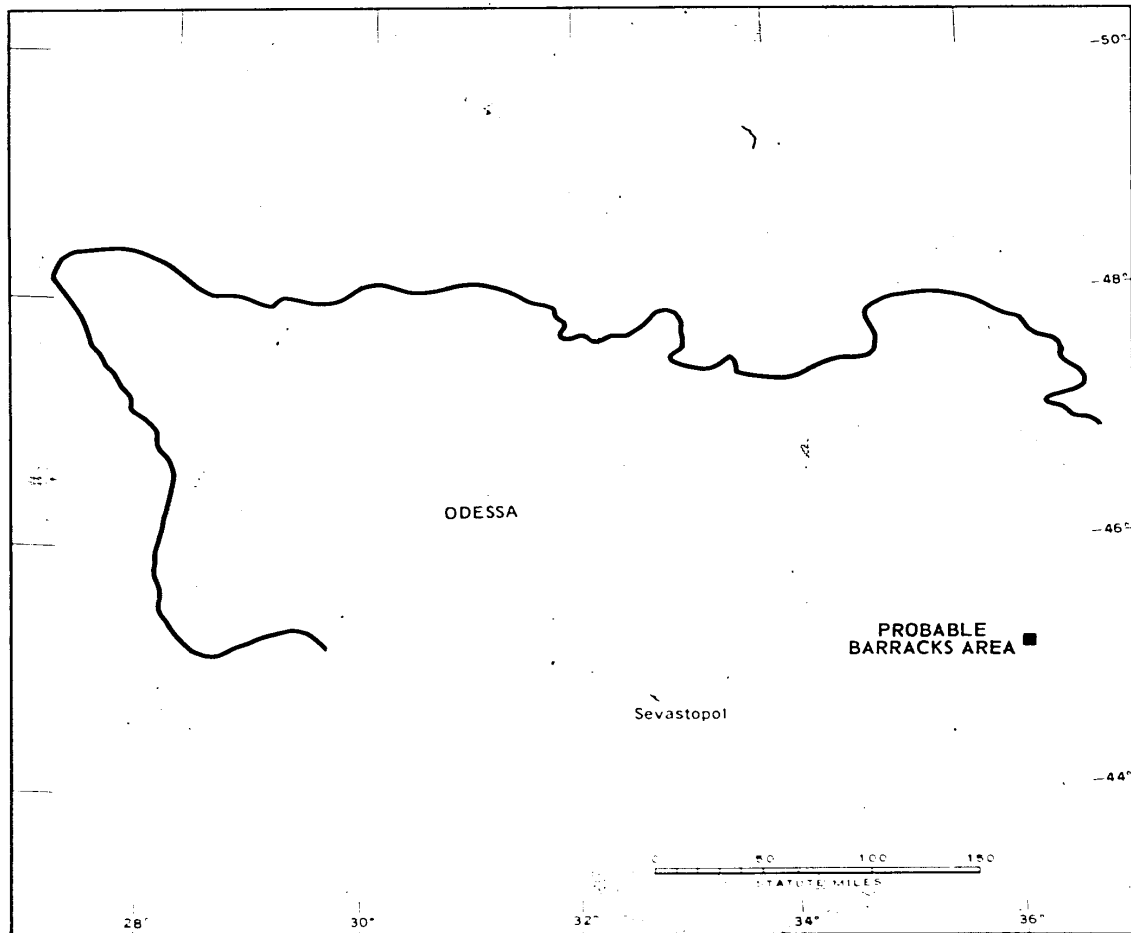 50°
48°
ODESSA
46°
PROBABLE
BARRACKS AREA
Sevastopol
44°
0 50 100 150
STATUTE MILES
28° 30° 32° 34° 36°